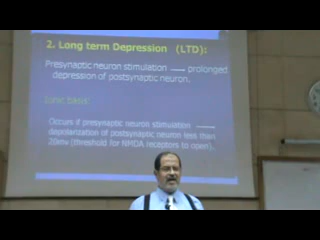 2. Long term Depression (LTD):
Presynaptic neuron stimulation prolonged
depression of postsynaptic neuron.
Ionic basis:
Occurs if presynaptic neuron stimulation
depolarization of postsynaptic neuron less than
20mv (threshold for NMDA receptors to open).